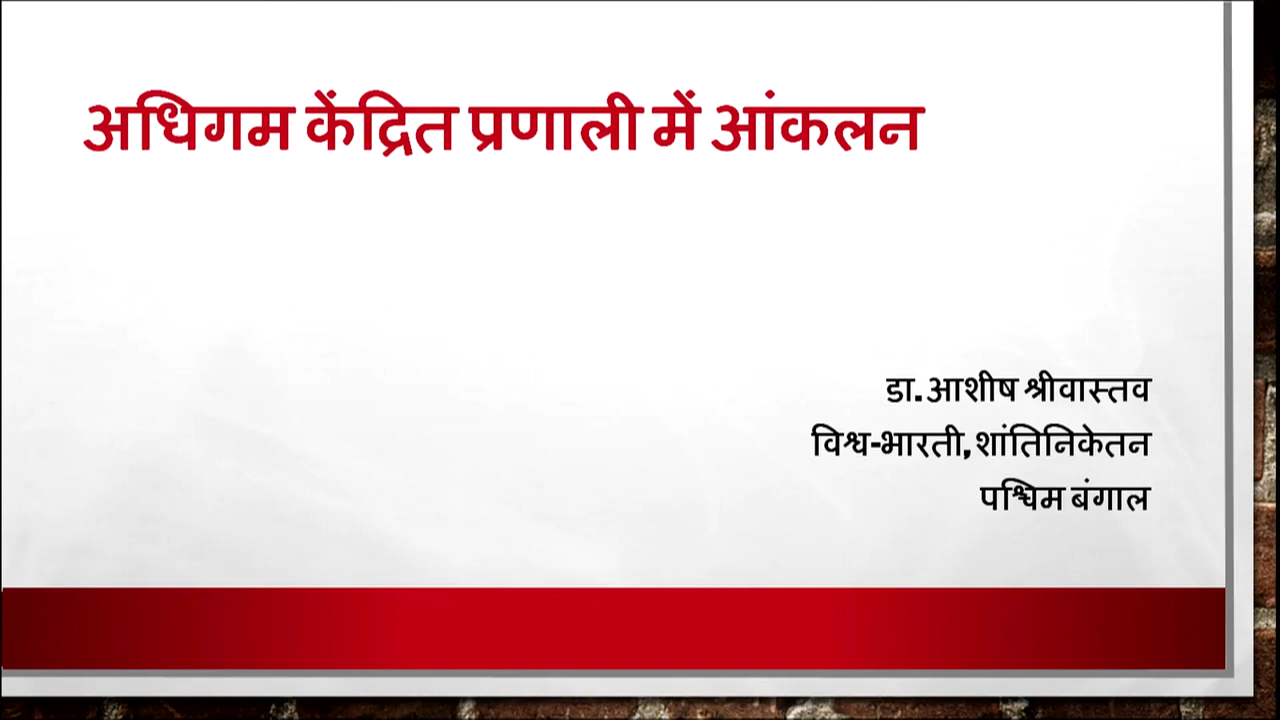 अधिगम केंद्रित प्रणाली में आंकलन
डा. आशीष श्रीवास्तव
विश्व-भारती, शांतिनिकेतन
पश्चिम बंगाल